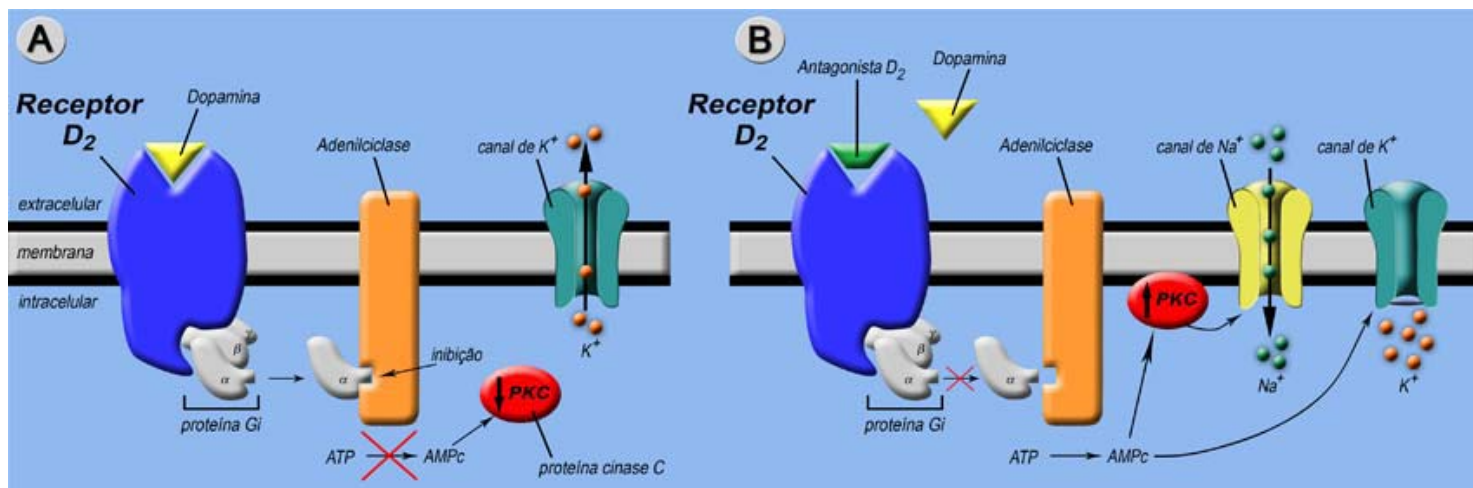 A
Receptor
D2
Dopamina
Adenilciclase
canal de K+
extracelular
membrana
intracelular
γ
β
α
α
inibição
K+
PKC
proteína Gi
ATP
AMPc
proteína cinase C
B
Antagonista D2
Dopamina
Receptor
D2
Adenilciclase
canal de Na+
canal de K+
PKC
γ
β
α
α
Na+
K+
proteína Gi
ATP
AMPc